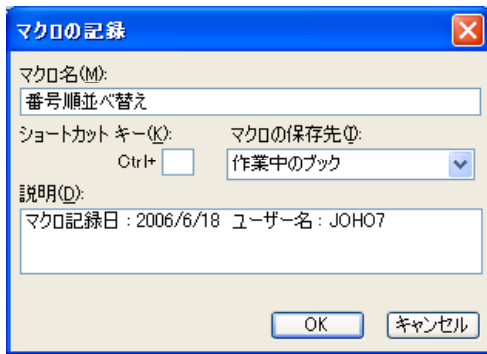 マクロの記録
マクロ名(M):
番号順並べ替え
ショートカット キー(K): マクロの保存先(I):
Ctrl+ 作業中のブック
説明(D):
マクロ記録日 : 2006/6/18 ユーザー名 : JOHO7
OK キャンセル